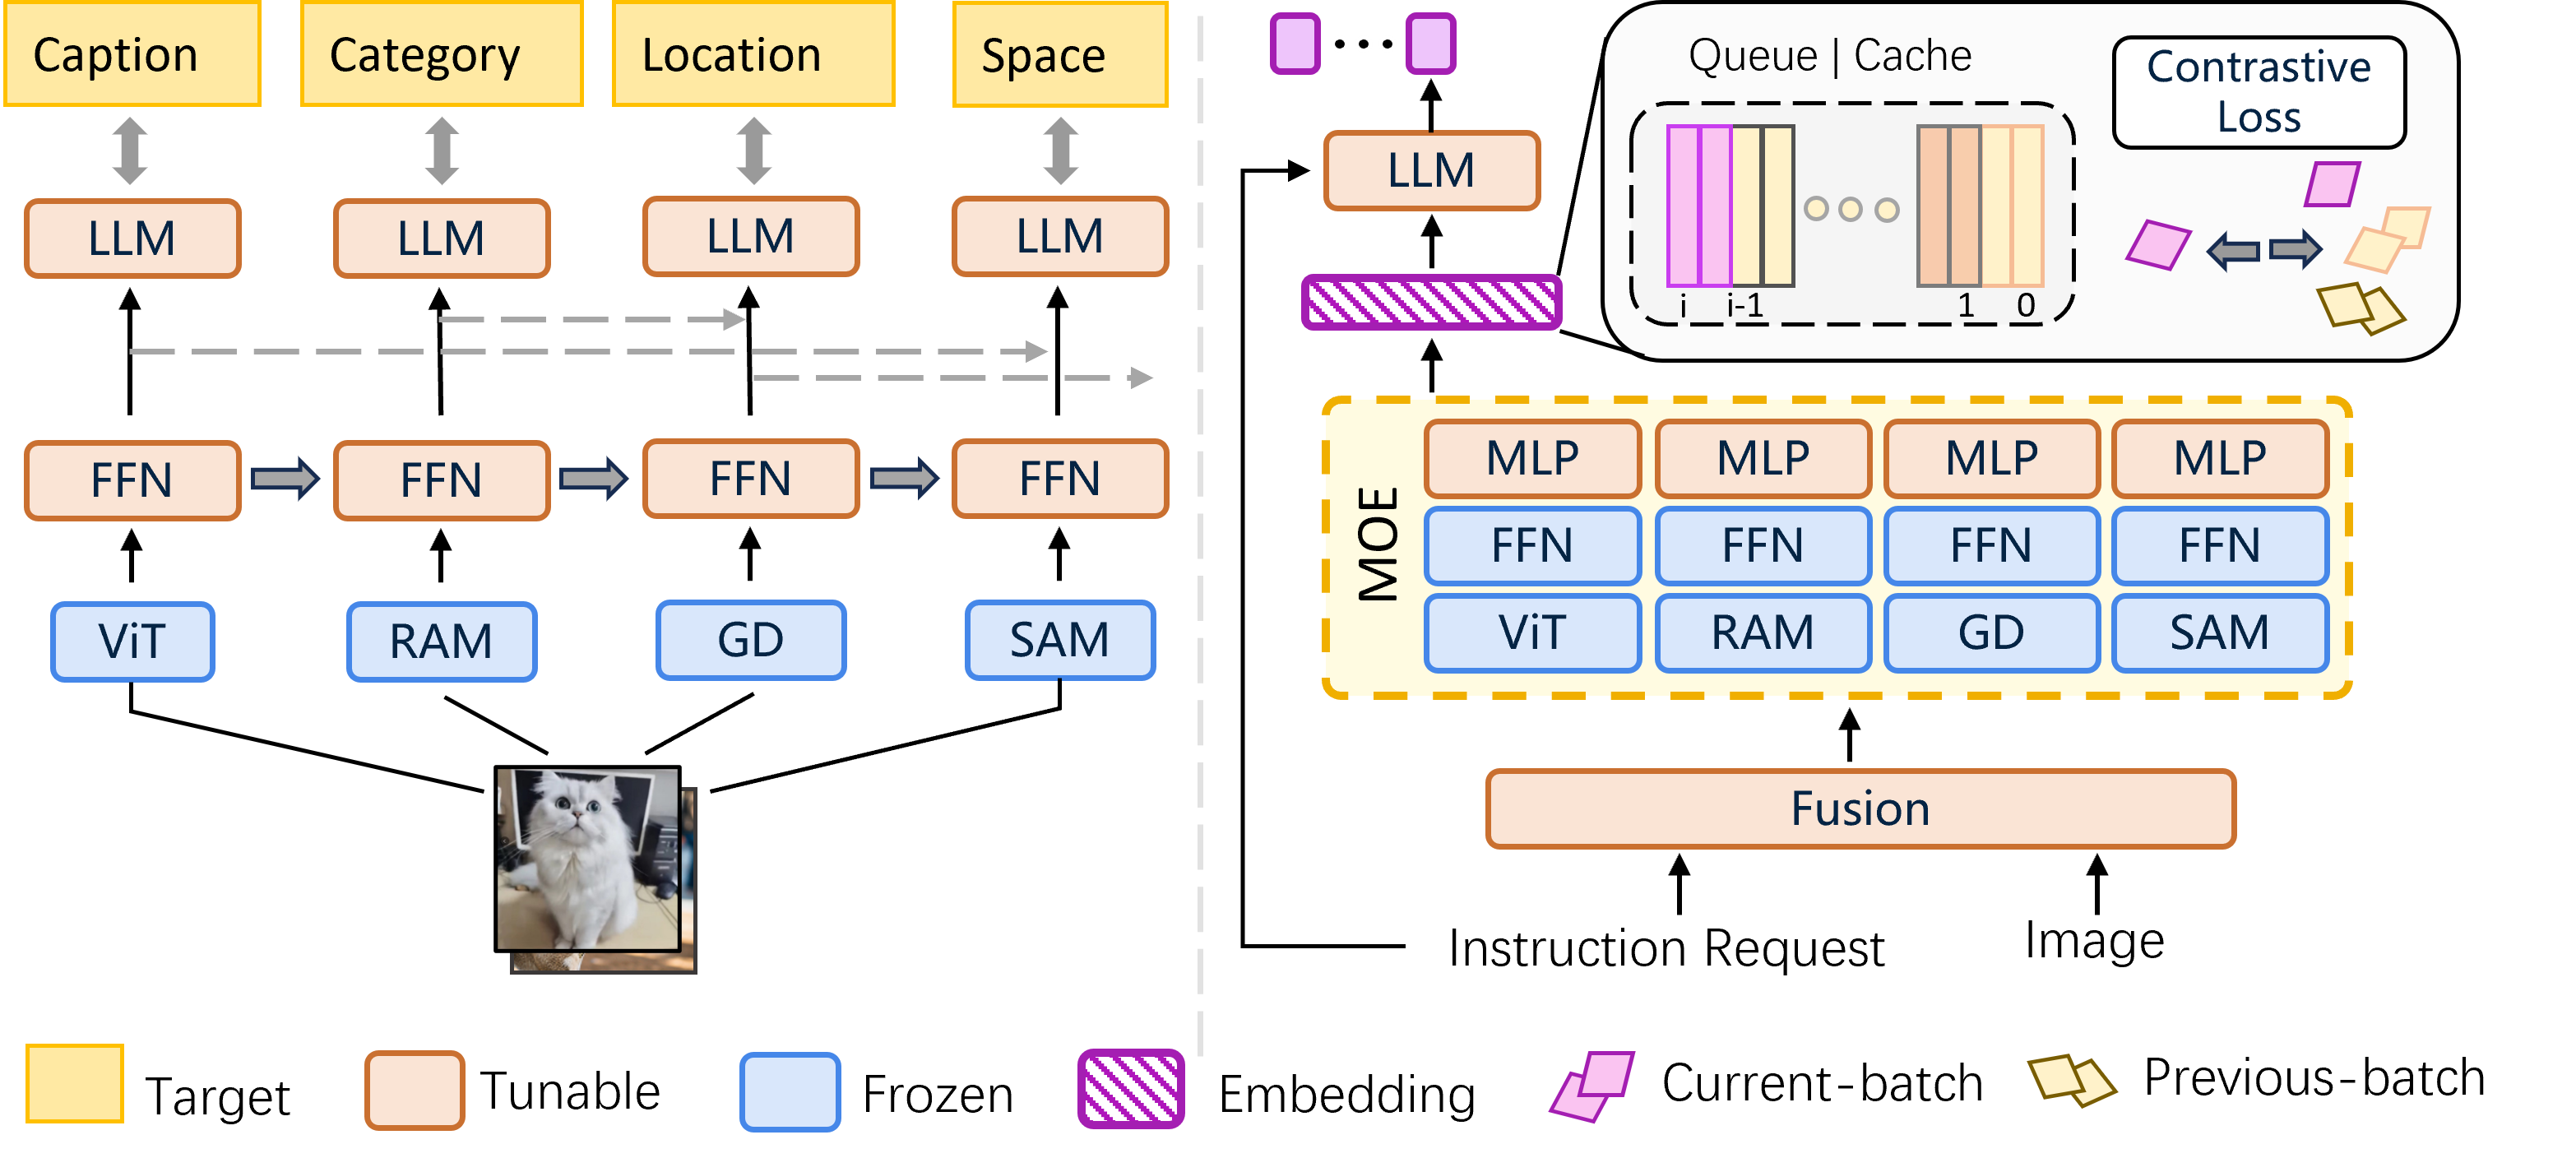 Caption
Category
Location
Space
LLM
LLM
LLM
LLM
FFN
FFN
FFN
FFN
ViT
RAM
GD
SAM
Queue | Cache
Contrastive
Loss
i
i-1
1
0
LLM
MOE
MLP
MLP
MLP
MLP
FFN
FFN
FFN
FFN
ViT
RAM
GD
SAM
Fusion
Instruction Request
Image
Target
Tunable
Frozen
Embedding
Current-batch
Previous-batch